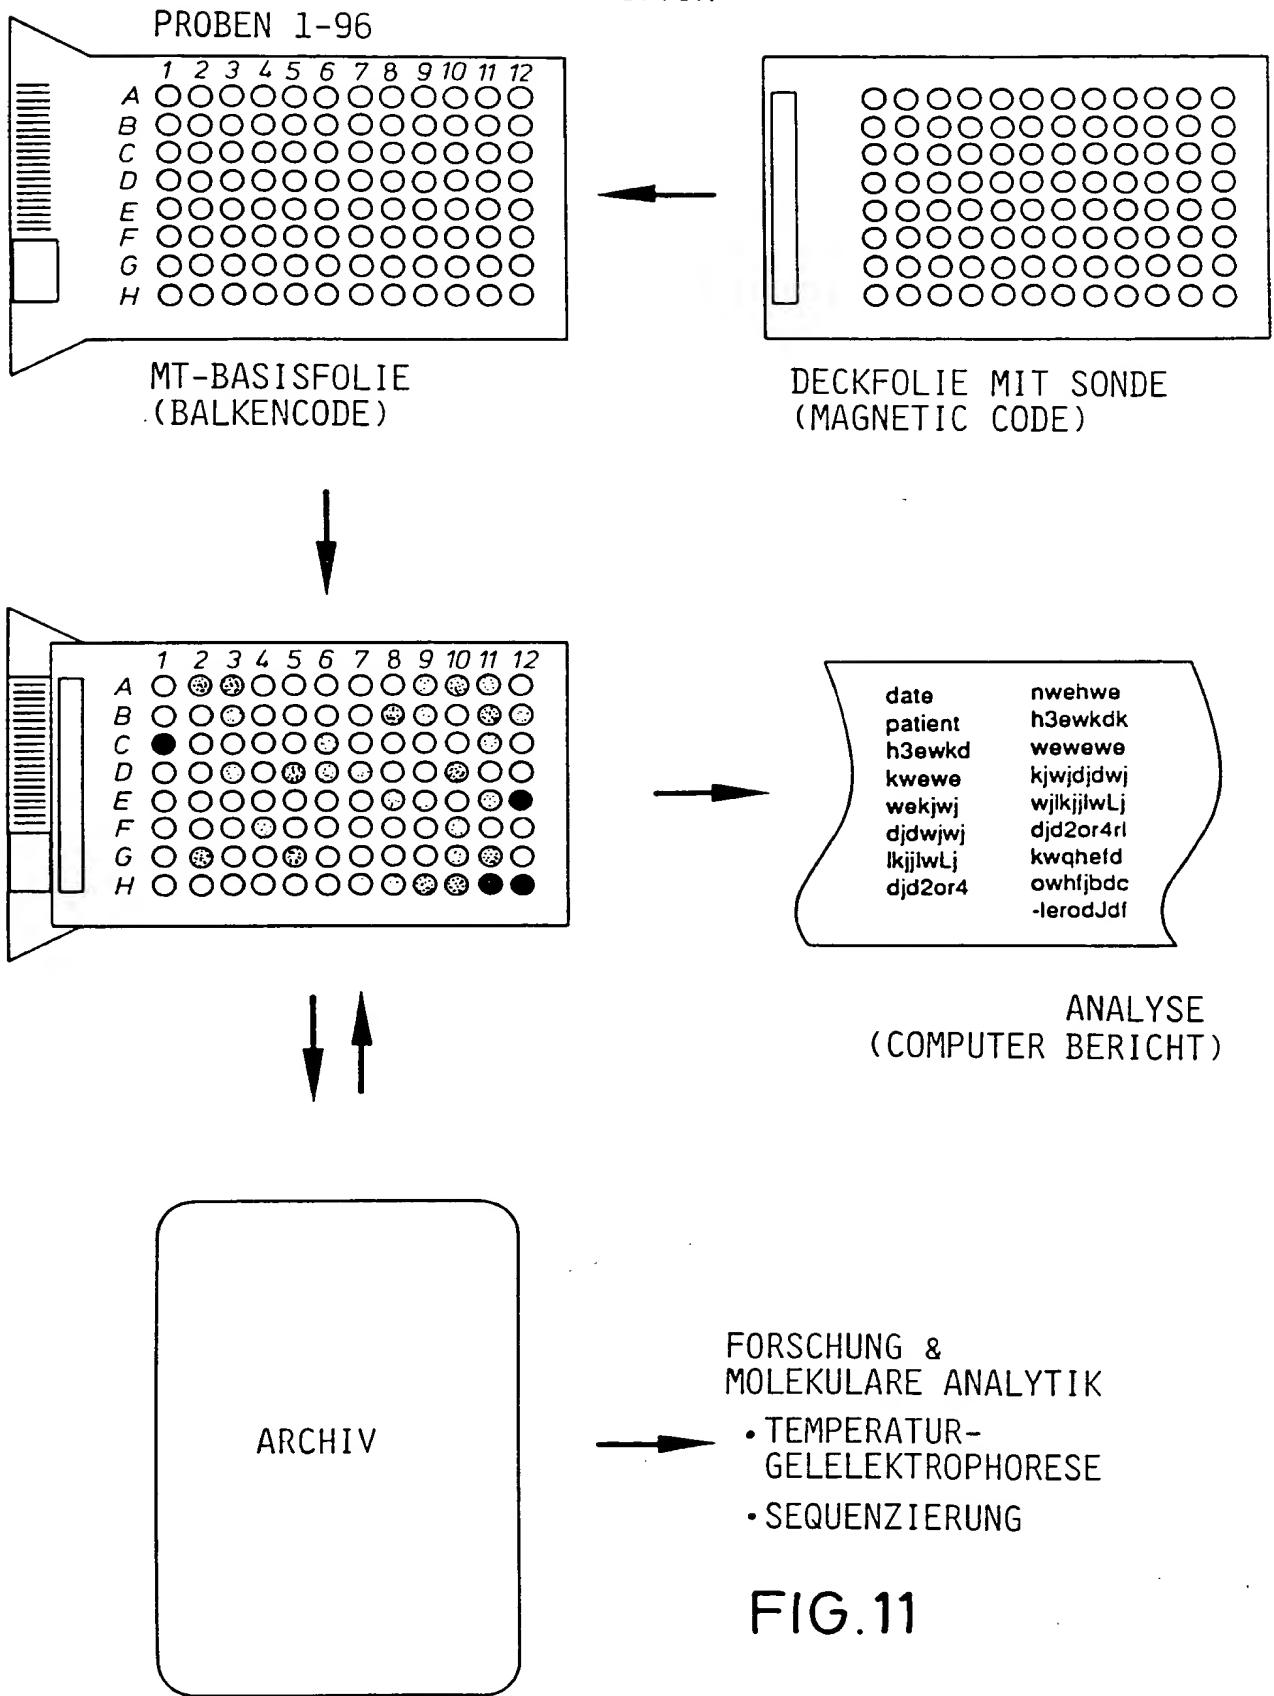 PROBEN 1-96
1 2 3 4 5 6 7 8 9 10 11 12
A
B
C
D
E
F
G
H
MT-BASISFOLIE
(BALKENCODE)
DECKFOLIE MIT SONDE
(MAGNETIC CODE)
1 2 3 4 5 6 7 8 9 10 11 12
A
B
C
D
E
F
G
H
date
patient
h3ewkd
kwewe
wekjwj
djdwjwj
lkjjlwLj
djd2or4
nwehwe
h3ewkdk
wewewe
kjwjdjdwj
wjlkjjlwLj
djd2or4rl
kwqhefd
owhfjbdc
-lerodJdf
ANALYSE
(COMPUTER BERICHT)
ARCHIV
FORSCHUNG &
MOLEKULARE ANALYTIK
• TEMPERATUR-
GELELEKTROPHORESE
• SEQUENZIERUNG
FIG.11